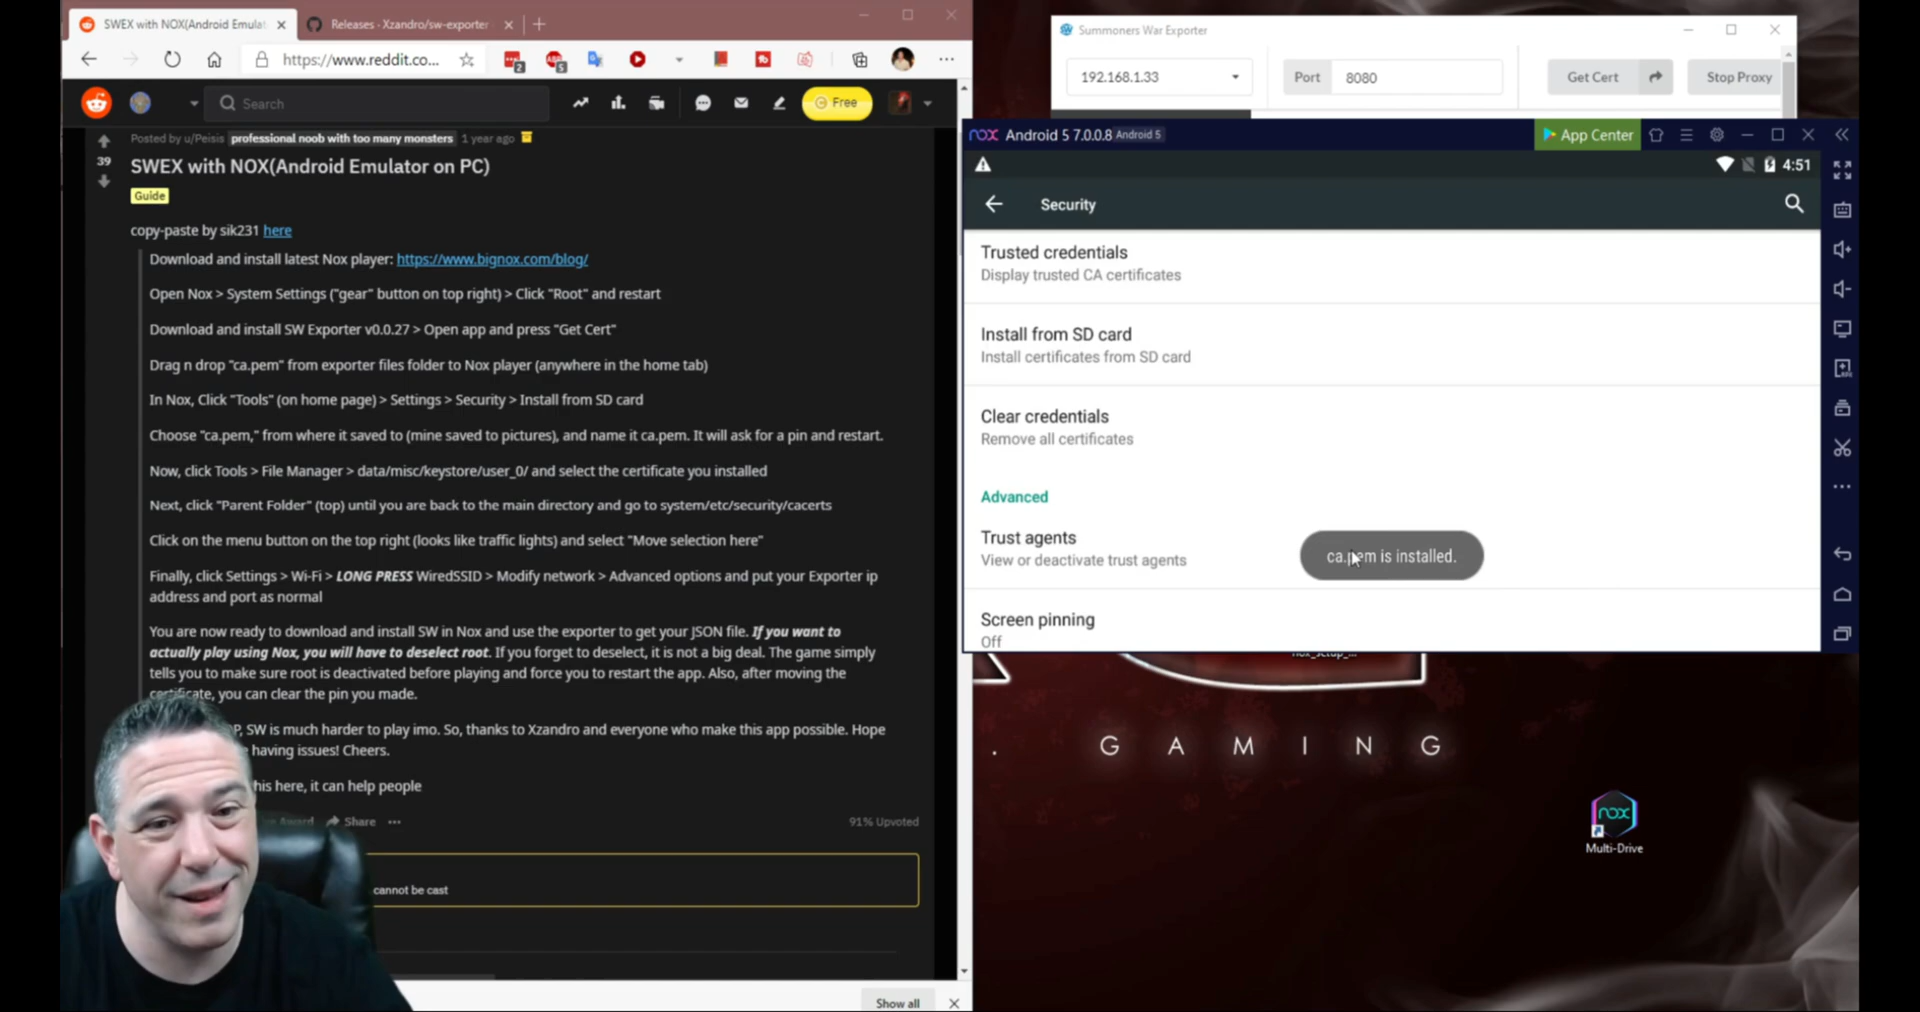 SWEX with NOX(Android Emulat
Releases · Xzandro/sw-exporter
https://www.reddit.co...
2
5
Search
Free
Posted by u/Peisis professional noob with too many monsters 1 year ago
39
SWEX with NOX(Android Emulator on PC)
Guide
copy-paste by sik231 here
Download and install latest Nox player: https://www.bignox.com/blog/
Open Nox > System Settings ("gear" button on top right) > Click "Root" and restart
Download and install SW Exporter v0.0.27 > Open app and press "Get Cert"
Drag n drop "ca.pem" from exporter files folder to Nox player (anywhere in the home tab)
In Nox, Click "Tools" (on home page) > Settings > Security > Install from SD card
Choose "ca.pem," from where it saved to (mine saved to pictures), and name it ca.pem. It will ask for a pin and restart.
Now, click Tools > File Manager > data/misc/keystore/user_0/ and select the certificate you installed
Next, click "Parent Folder" (top) until you are back to the main directory and go to system/etc/security/cacerts
Click on the menu button on the top right (looks like traffic lights) and select "Move selection here"
Finally, click Settings > Wi-Fi > LONG PRESS WiredSSID > Modify network > Advanced options and put your Exporter ip
address and port as normal
You are now ready to download and install SW in Nox and use the exporter to get your JSON file. If you want to
actually play using Nox, you will have to deselect root. If you forget to deselect, it is not a big deal. The game simply
tells you to make sure root is deactivated before playing and force you to restart the app. Also, after moving the
certificate, you can clear the pin you made.
P, SW is much harder to play imo. So, thanks to Xzandro and everyone who make this app possible. Hope
having issues! Cheers.
his here, it can help people
Award
Share
91% Upvoted
cannot be cast
Show all
Summoners War Exporter
192.168.1.33
Port
8080
Get Cert
Stop Proxy
nox Android 5 7.0.0.8 Android 5
App Center
4:51
Security
Trusted credentials
Display trusted CA certificates
Install from SD card
Install certificates from SD card
Clear credentials
Remove all certificates
Advanced
Trust agents
View or deactivate trust agents
ca.pem is installed.
Screen pinning
Off
nox_setup_...
. GAMING
nox
Multi-Drive